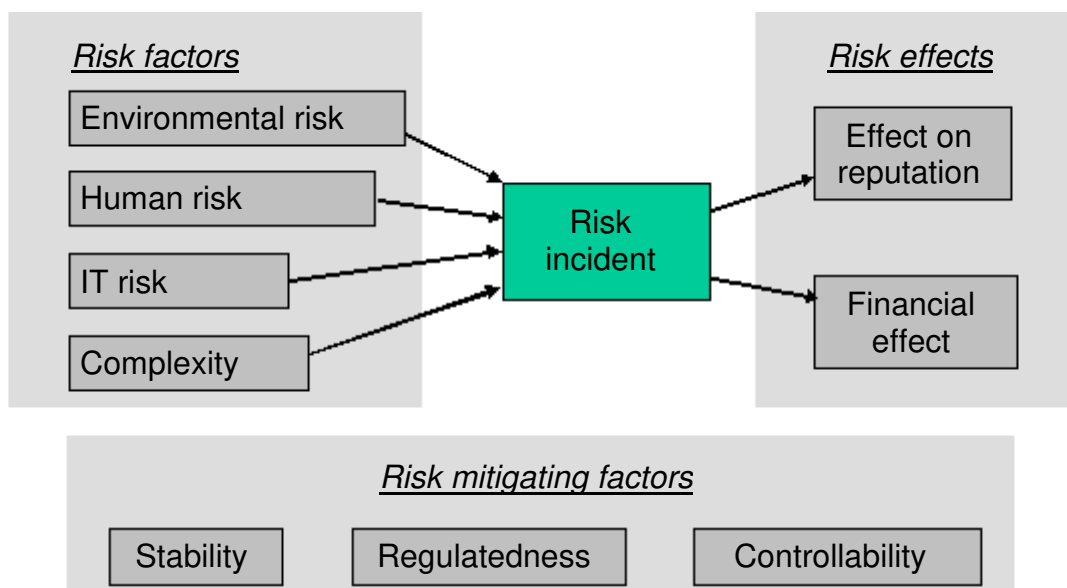 Risk factors
Environmental risk
Human risk
IT risk
Complexity
Risk
incident
Risk effects
Effect on
reputation
Financial
effect
Risk mitigating factors
Stability
Regulatedness
Controllability